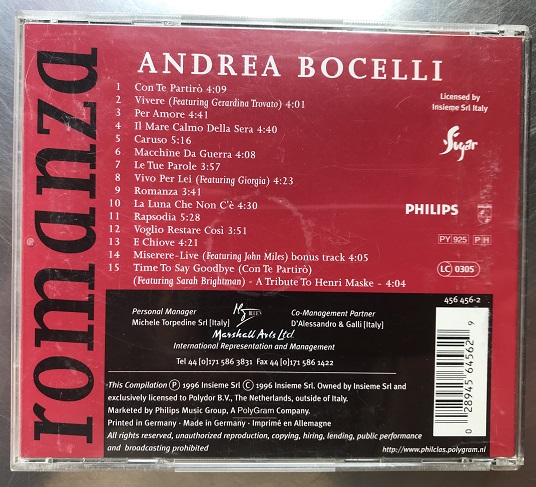 romanza
ANDREA BOCELLI
1 Con Te Partirò 4:09
2 Vivere (Featuring Gerardina Trovato) 4:01
3 Per Amore 4:41
4 Il Mare Calmo Della Sera 4:40
5 Caruso 5:16
6 Macchine Da Guerra 4:08
7 Le Tue Parole 3:57
8 Vivo Per Lei (Featuring Giorgia) 4:23
9 Romanza 3:41
10 La Luna Che Non C'è 4:30
11 Rapsodia 5:28
12 Voglio Restare Così 3:51
13 E Chiove 4:21
14 Miserere-Live (Featuring John Miles) bonus track 4:05
15 Time To Say Goodbye (Con Te Partirò)
(Featuring Sarah Brightman) - A Tribute To Henri Maske - 4:04
Licensed by
Insieme Srl Italy
Sugar
PHILIPS
PY 925 P H
LC 0305
456 456-2
Personal Manager
Michele Torpedine Srl [Italy]
Co-Management Partner
D'Alessandro & Galli [Italy]
Marshall Arts Ltd.
International Representation and Management
Tel 44 [0]171 586 3831 Fax 44 [0]171 586 1422
This Compilation Ⓟ 1996 Insieme Srl Ⓒ 1996 Insieme Srl. Owned by Insieme Srl and
exclusively licensed to Polydor B.V., The Netherlands, outside of Italy.
Marketed by Philips Music Group, A PolyGram Company.
Printed in Germany · Made in Germany · Imprimé en Allemagne
All rights reserved, unauthorized reproduction, copying, hiring, lending, public performance
and broadcasting prohibited
http://www.philclas.polygram.nl
0 28945 64562 9